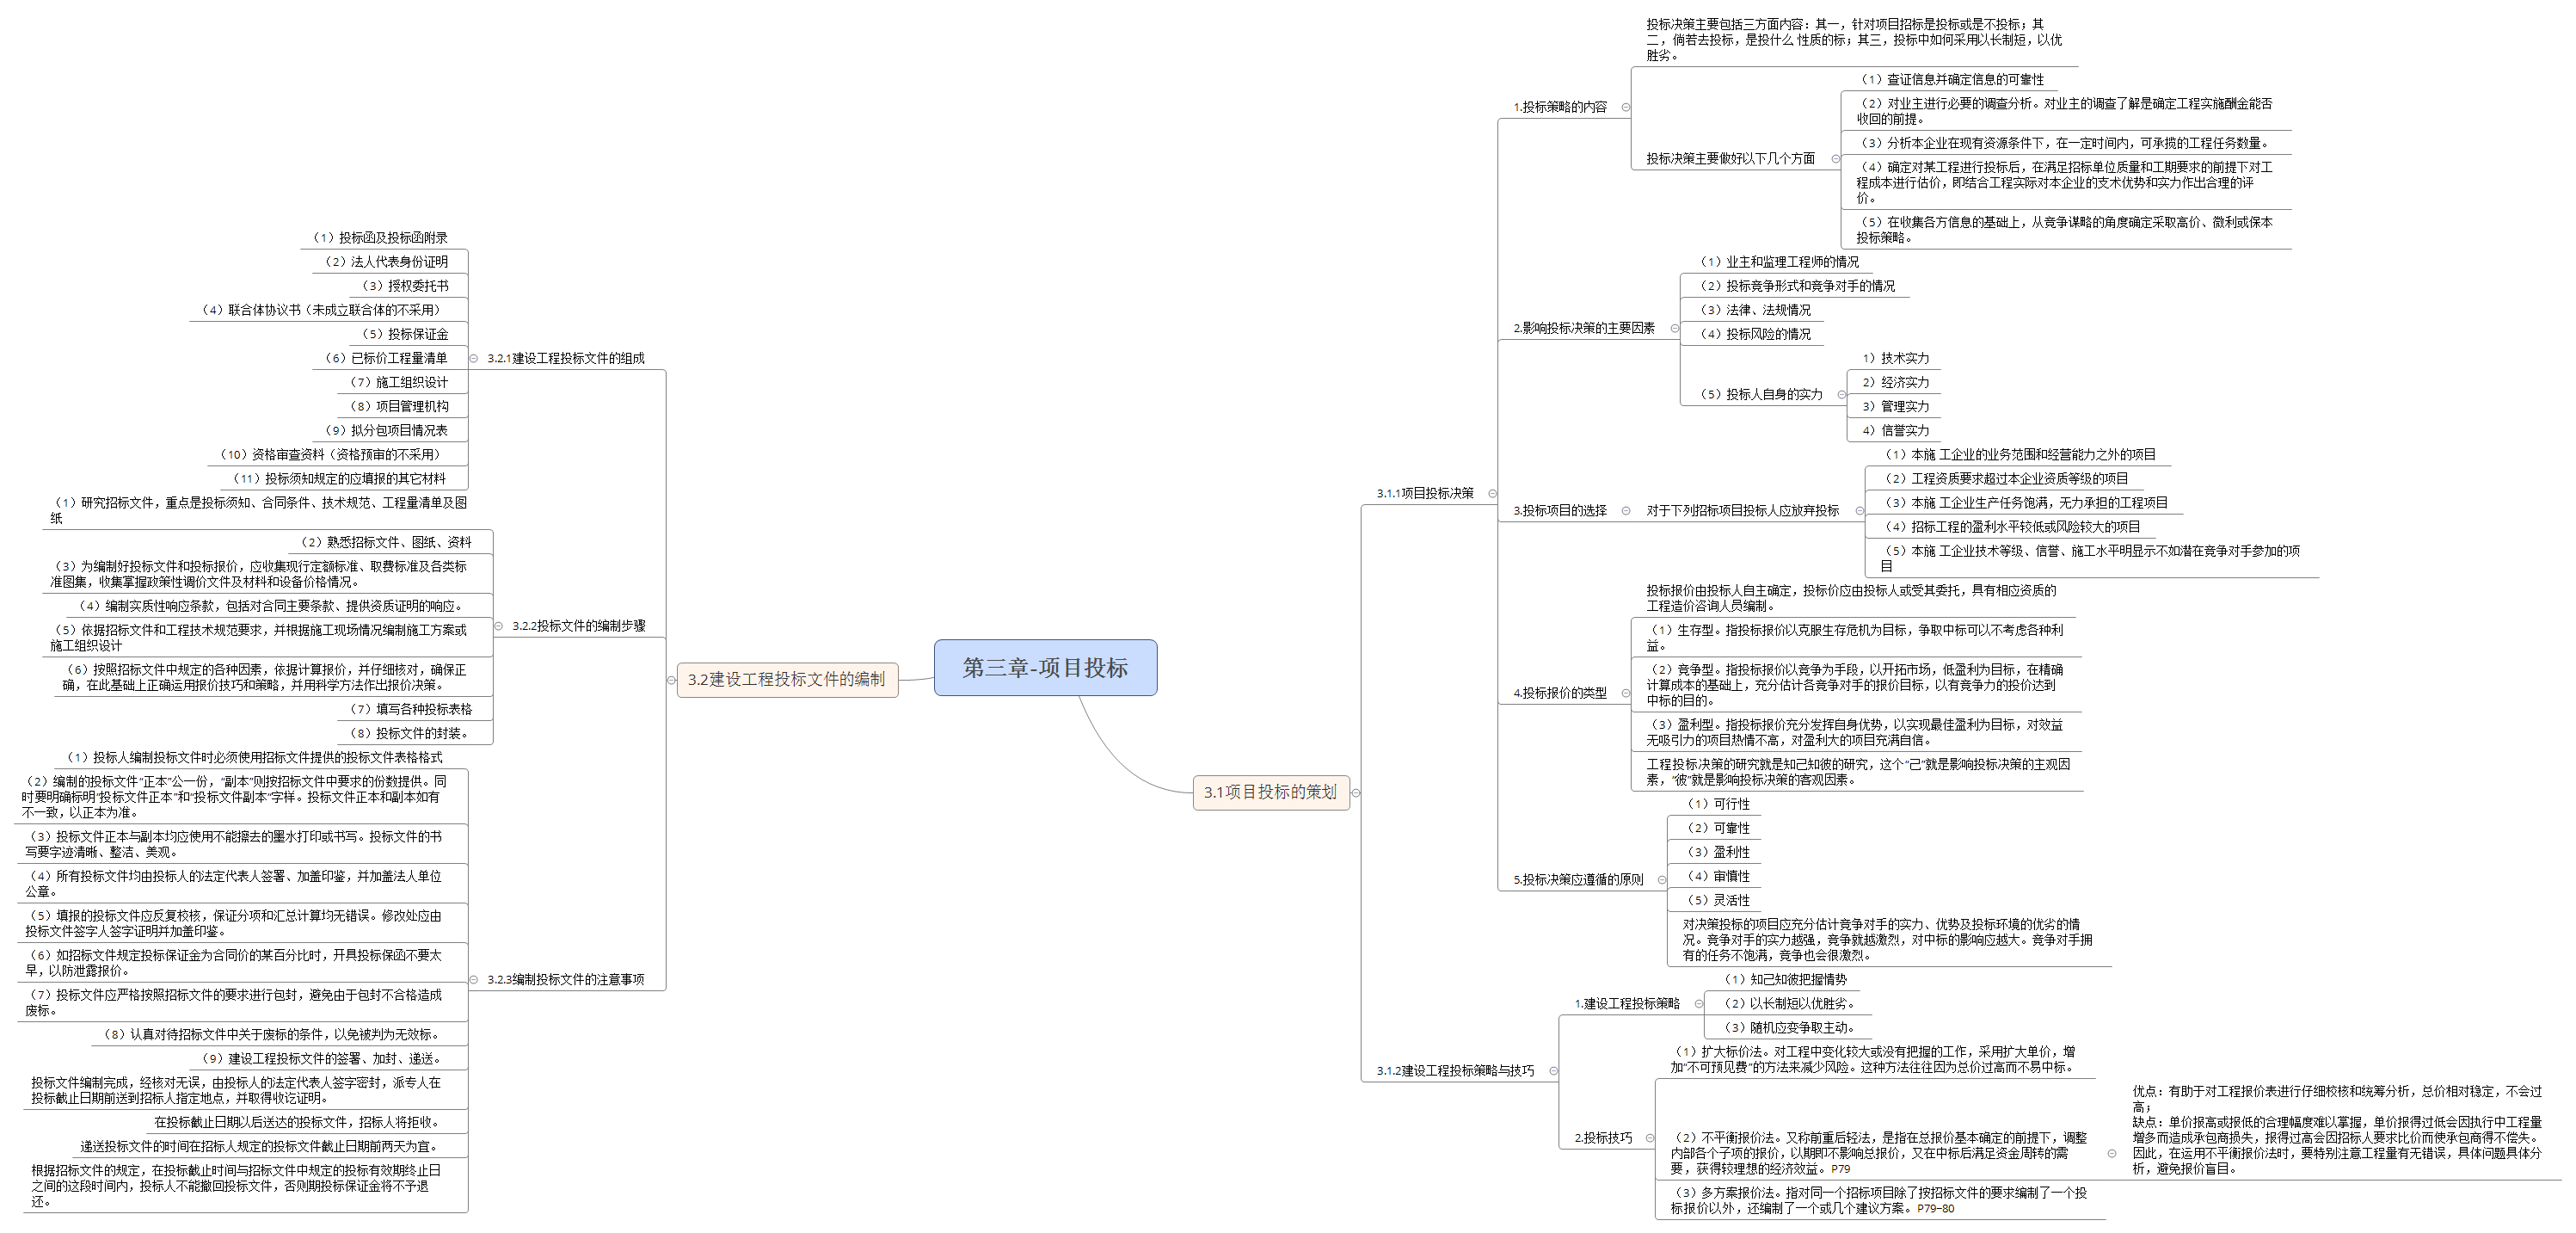 第三章-项目投标
3.1项目投标的策划
3.1.1项目投标决策
1.投标策略的内容
投标决策主要包括三方面内容：其一，针对项目招标是投标或是不投标；其
二，倘若去投标，是投什么 性质的标；其三，投标中如何采用以长制短，以优
胜劣。
投标决策主要做好以下几个方面
（1）查证信息并确定信息的可靠性
（2）对业主进行必要的调查分析。对业主的调查了解是确定工程实施酬金能否
收回的前提。
（3）分析本企业在现有资源条件下，在一定时间内，可承揽的工程任务数量。
（4）确定对某工程进行投标后，在满足招标单位质量和工期要求的前提下对工
程成本进行估价，即结合工程实际对本企业的支术优势和实力作出合理的评
价。
（5）在收集各方信息的基础上，从竞争谋略的角度确定采取高价、微利或保本
投标策略。
2.影响投标决策的主要因素
（1）业主和监理工程师的情况
（2）投标竞争形式和竞争对手的情况
（3）法律、法规情况
（4）投标风险的情况
（5）投标人自身的实力
1）技术实力
2）经济实力
3）管理实力
4）信誉实力
3.投标项目的选择
对于下列招标项目投标人应放弃投标
（1）本施 工企业的业务范围和经营能力之外的项目
（2）工程资质要求超过本企业资质等级的项目
（3）本施 工企业生产任务饱满，无力承担的工程项目
（4）招标工程的盈利水平较低或风险较大的项目
（5）本施 工企业技术等级、信誉、施工水平明显示不如潜在竞争对手参加的项
目
4.投标报价的类型
投标报价由投标人自主确定，投标价应由投标人或受其委托，具有相应资质的
工程造价咨询人员编制。
（1）生存型。指投标报价以克服生存危机为目标，争取中标可以不考虑各种利
益。
（2）竞争型。指投标报价以竞争为手段，以开拓市场，低盈利为目标，在精确
计算成本的基础上，充分估计各竞争对手的报价目标，以有竞争力的投价达到
中标的目的。
（3）盈利型。指投标报价充分发挥自身优势，以实现最佳盈利为目标，对效益
无吸引力的项目热情不高，对盈利大的项目充满自信。
工程投标决策的研究就是知己知彼的研究，这个“己”就是影响投标决策的主观因
素，“彼”就是影响投标决策的客观因素。
5.投标决策应遵循的原则
（1）可行性
（2）可靠性
（3）盈利性
（4）审慎性
（5）灵活性
对决策投标的项目应充分估计竞争对手的实力、优势及投标环境的优劣的情
况。竞争对手的实力越强，竞争就越激烈，对中标的影响应越大。竞争对手拥
有的任务不饱满，竞争也会很激烈。
3.1.2建设工程投标策略与技巧
1.建设工程投标策略
（1）知己知彼把握情势
（2）以长制短以优胜劣。
（3）随机应变争取主动。
2.投标技巧
（1）扩大标价法。对工程中变化较大或没有把握的工作，采用扩大单价，增
加“不可预见费”的方法来减少风险。这种方法往往因为总价过高而不易中标。
（2）不平衡报价法。又称前重后轻法，是指在总报价基本确定的前提下，调整
内部各个子项的报价，以期即不影响总报价，又在中标后满足资金周转的需
要，获得较理想的经济效益。P79
优点：有助于对工程报价表进行仔细校核和统筹分析，总价相对稳定，不会过
高；
缺点：单价报高或报低的合理幅度难以掌握，单价报得过低会因执行中工程量
增多而造成承包商损失，报得过高会因招标人要求比价而使承包商得不偿失。
因此，在运用不平衡报价法时，要特别注意工程量有无错误，具体问题具体分
析，避免报价盲目。
（3）多方案报价法。指对同一个招标项目除了按招标文件的要求编制了一个投
标报价以外，还编制了一个或几个建议方案。P79-80
3.2建设工程投标文件的编制
3.2.1建设工程投标文件的组成
（1）投标函及投标函附录
（2）法人代表身份证明
（3）授权委托书
（4）联合体协议书（未成立联合体的不采用）
（5）投标保证金
（6）已标价工程量清单
（7）施工组织设计
（8）项目管理机构
（9）拟分包项目情况表
（10）资格审查资料（资格预审的不采用）
（11）投标须知规定的应填报的其它材料
3.2.2投标文件的编制步骤
（1）研究招标文件，重点是投标须知、合同条件、技术规范、工程量清单及图
纸
（2）熟悉招标文件、图纸、资料
（3）为编制好投标文件和投标报价，应收集现行定额标准、取费标准及各类标
准图集，收集掌握政策性调价文件及材料和设备价格情况。
（4）编制实质性响应条款，包括对合同主要条款、提供资质证明的响应。
（5）依据招标文件和工程技术规范要求，并根据施工现场情况编制施工方案或
施工组织设计
（6）按照招标文件中规定的各种因素，依据计算报价，并仔细核对，确保正
确，在此基础上正确运用报价技巧和策略，并用科学方法作出报价决策。
（7）填写各种投标表格
（8）投标文件的封装。
3.2.3编制投标文件的注意事项
（1）投标人编制投标文件时必须使用招标文件提供的投标文件表格格式
（2）编制的投标文件“正本”公一份，“副本”则按招标文件中要求的份数提供。同
时要明确标明“投标文件正本”和“投标文件副本”字样。投标文件正本和副本如有
不一致，以正本为准。
（3）投标文件正本与副本均应使用不能擦去的墨水打印或书写。投标文件的书
写要字迹清晰、整洁、美观。
（4）所有投标文件均由投标人的法定代表人签署、加盖印鉴，并加盖法人单位
公章。
（5）填报的投标文件应反复校核，保证分项和汇总计算均无错误。修改处应由
投标文件签字人签字证明并加盖印鉴。
（6）如招标文件规定投标保证金为合同价的某百分比时，开具投标保函不要太
早，以防泄露报价。
（7）投标文件应严格按照招标文件的要求进行包封，避免由于包封不合格造成
废标。
（8）认真对待招标文件中关于废标的条件，以免被判为无效标。
（9）建设工程投标文件的签署、加封、递送。
投标文件编制完成，经核对无误，由投标人的法定代表人签字密封，派专人在
投标截止日期前送到招标人指定地点，并取得收讫证明。
在投标截止日期以后送达的投标文件，招标人将拒收。
递送投标文件的时间在招标人规定的投标文件截止日期前两天为宜。
根据招标文件的规定，在投标截止时间与招标文件中规定的投标有效期终止日
之间的这段时间内，投标人不能撤回投标文件，否则期投标保证金将不予退
还。